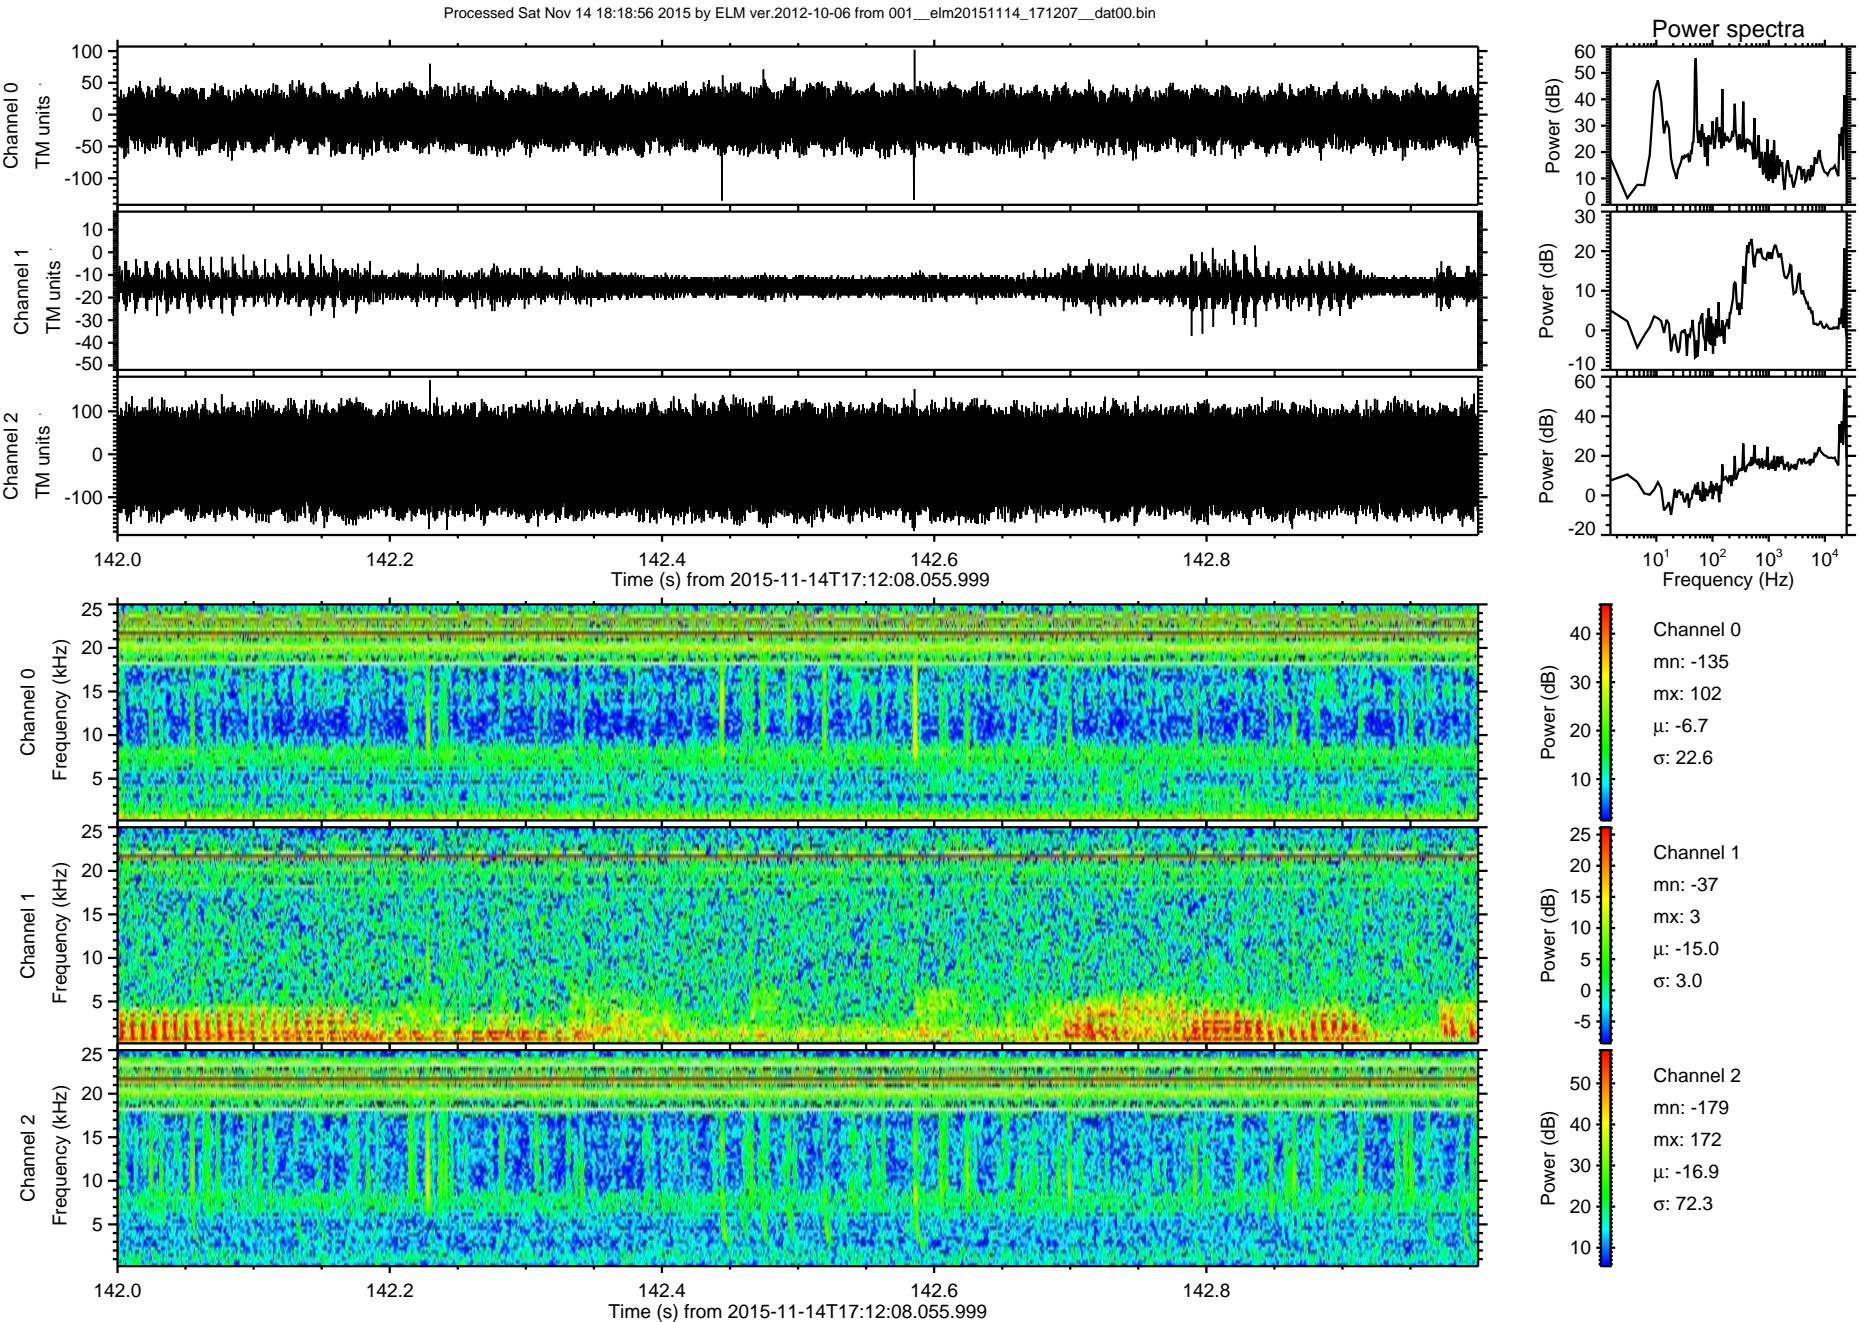 Processed Sat Nov 14 18:18:56 2015 by ELM ver.2012-10-06 from 001__elm20151114_171207__dat00.bin
Power spectra
Channel 0
TM units
100
50
0
-50
-100
Power (dB)
60
50
40
30
20
10
0
Channel 1
TM units
10
0
-10
-20
-30
-40
-50
Power (dB)
30
20
10
0
-10
Channel 2
TM units
100
0
-100
Power (dB)
60
40
20
0
-20
142.0 142.2 142.4 142.6 142.8
Time (s) from 2015-11-14T17:12:08.055.999
10^1 10^2 10^3 10^4
Frequency (Hz)
Channel 0
Frequency (kHz)
25
20
15
10
5
Power (dB)
40
30
20
10
Channel 0
mn: -135
mx: 102
μ: -6.7
σ: 22.6
Channel 1
Frequency (kHz)
25
20
15
10
5
Power (dB)
25
20
15
10
5
0
-5
Channel 1
mn: -37
mx: 3
μ: -15.0
σ: 3.0
Channel 2
Frequency (kHz)
25
20
15
10
5
Power (dB)
50
40
30
20
10
Channel 2
mn: -179
mx: 172
μ: -16.9
σ: 72.3
142.0 142.2 142.4 142.6 142.8
Time (s) from 2015-11-14T17:12:08.055.999